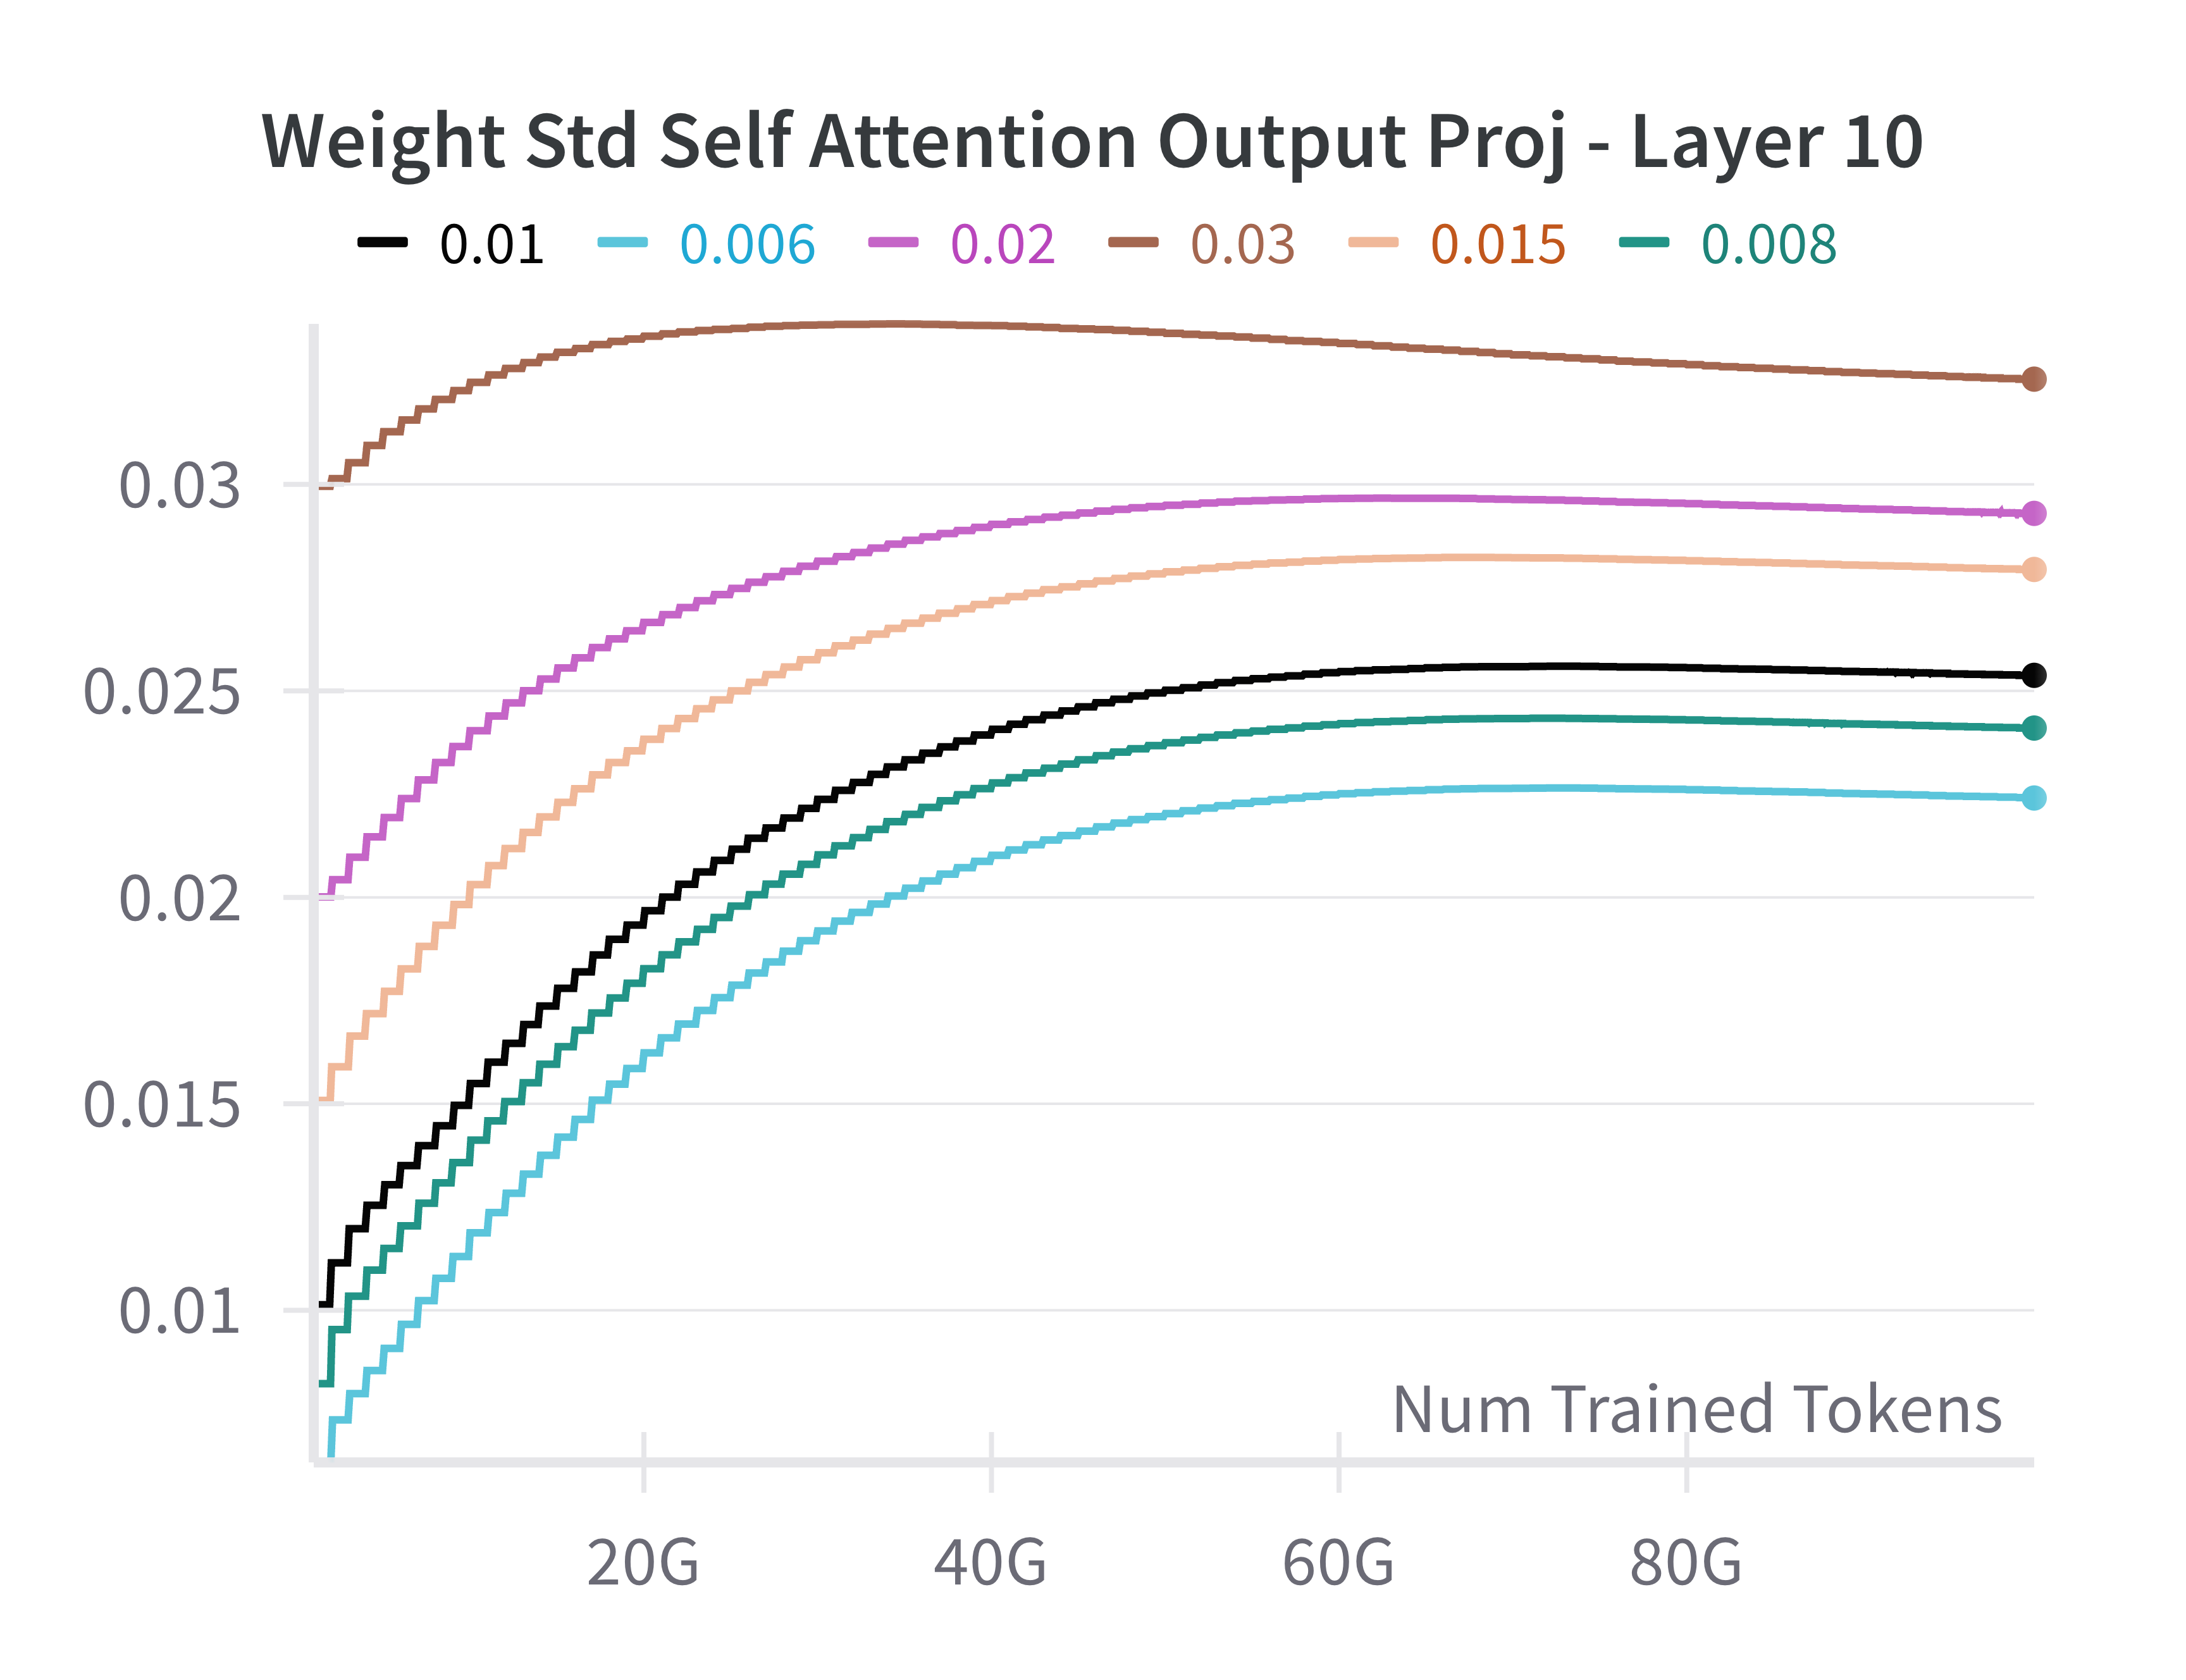 Weight Std Self Attention Output Proj - Layer 10
0.01 0.006 0.02 0.03 0.015 0.008
0.03
0.025
0.02
0.015
0.01
Num Trained Tokens
20G 40G 60G 80G